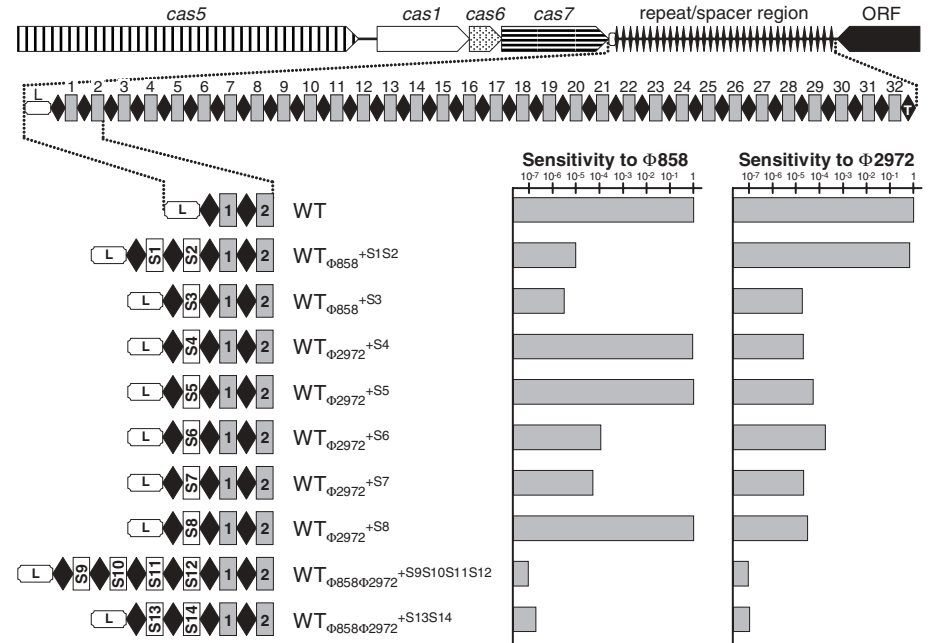 cas5 cas1 cas6 cas7 repeat/spacer region ORF
L 1 2 3 4 5 6 7 8 9 10 11 12 13 14 15 16 17 18 19 20 21 22 23 24 25 26 27 28 29 30 31 32 T
Sensitivity to Φ858 Sensitivity to Φ2972
10⁻⁷ 10⁻⁶ 10⁻⁵ 10⁻⁴ 10⁻³ 10⁻² 10⁻¹ 1 10⁻⁷ 10⁻⁶ 10⁻⁵ 10⁻⁴ 10⁻³ 10⁻² 10⁻¹ 1
L 1 2 WT
L S1 S2 1 2 WTΦ858+S1S2
L S3 1 2 WTΦ858+S3
L S4 1 2 WTΦ2972+S4
L S5 1 2 WTΦ2972+S5
L S6 1 2 WTΦ2972+S6
L S7 1 2 WTΦ2972+S7
L S8 1 2 WTΦ2972+S8
L S9 S10 S11 S12 1 2 WTΦ858Φ2972+S9S10S11S12
L S13 S14 1 2 WTΦ858Φ2972+S13S14